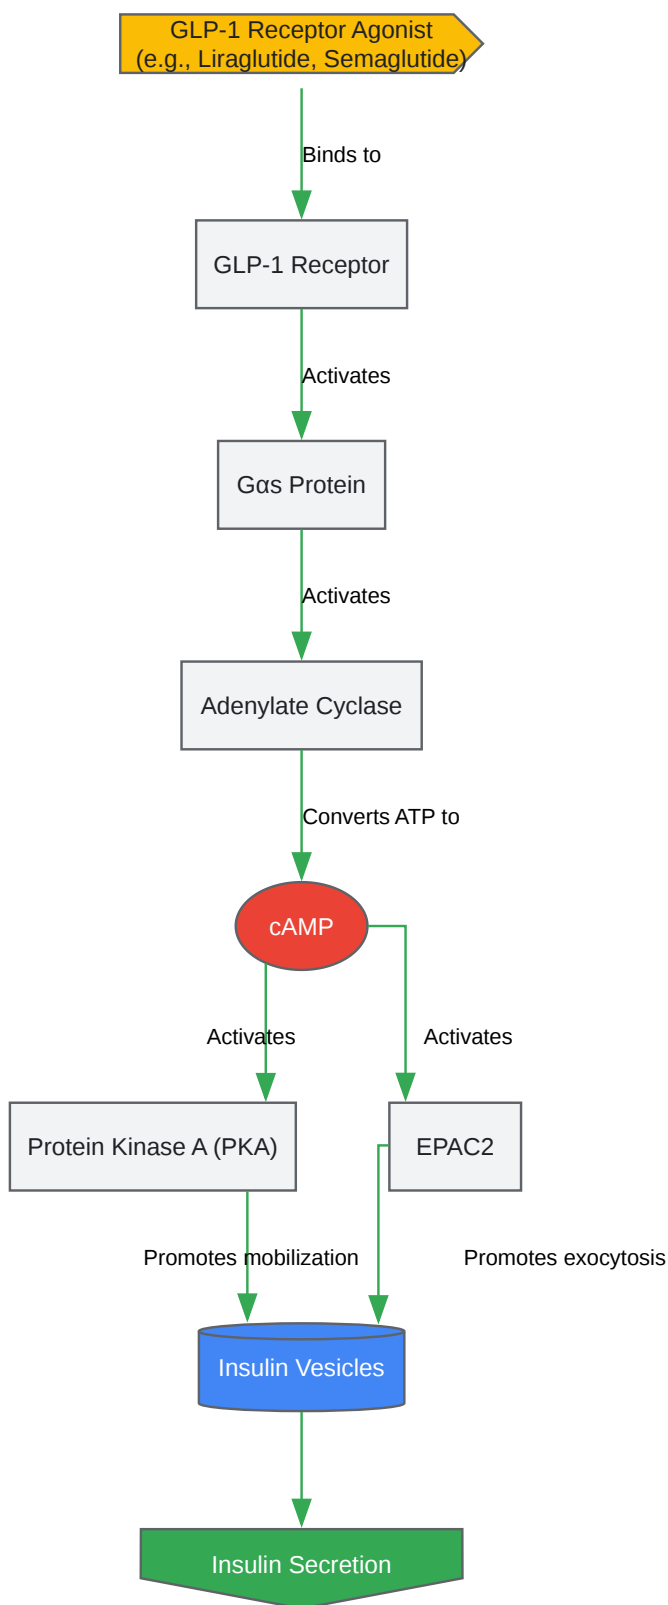 GLP-1 Receptor Agonist
(e.g., Liraglutide, Semaglutide)
Binds to
GLP-1 Receptor
Activates
Gαs Protein
Activates
Adenylate Cyclase
Converts ATP to
cAMP
Activates
Activates
Protein Kinase A (PKA)
EPAC2
Promotes mobilization
Promotes exocytosis
Insulin Vesicles
Insulin Secretion